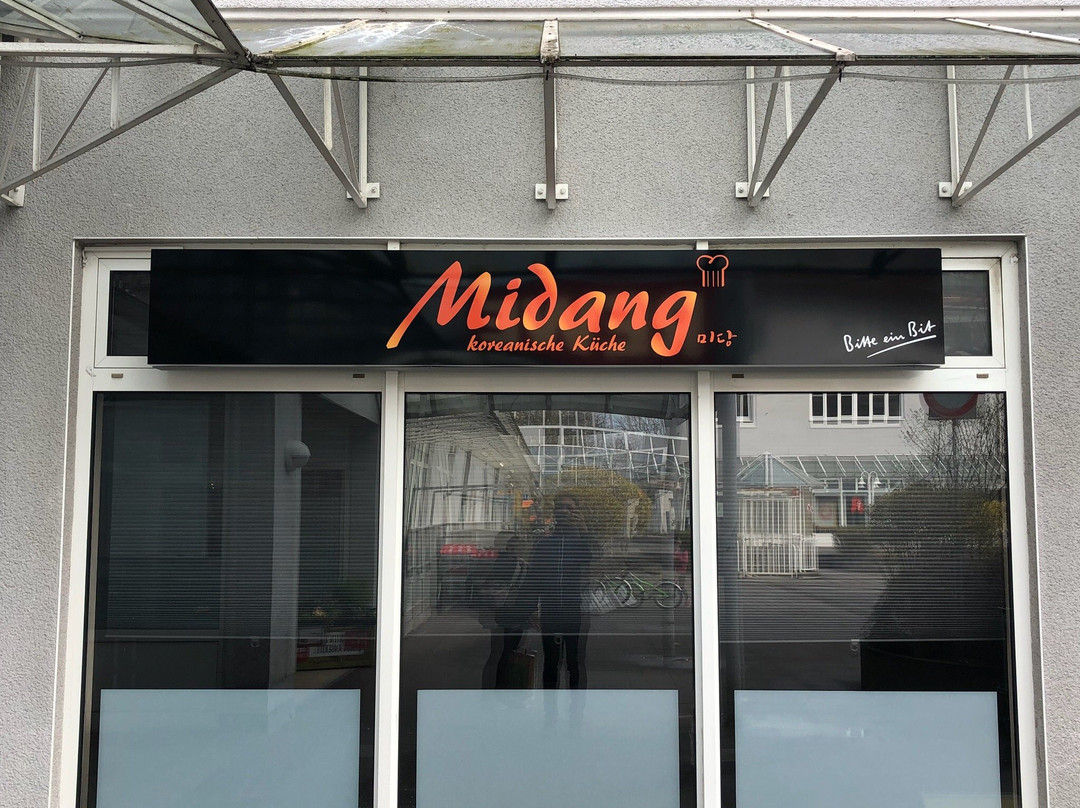 Midang
koreanische Küche
미당
Bitte ein Bit